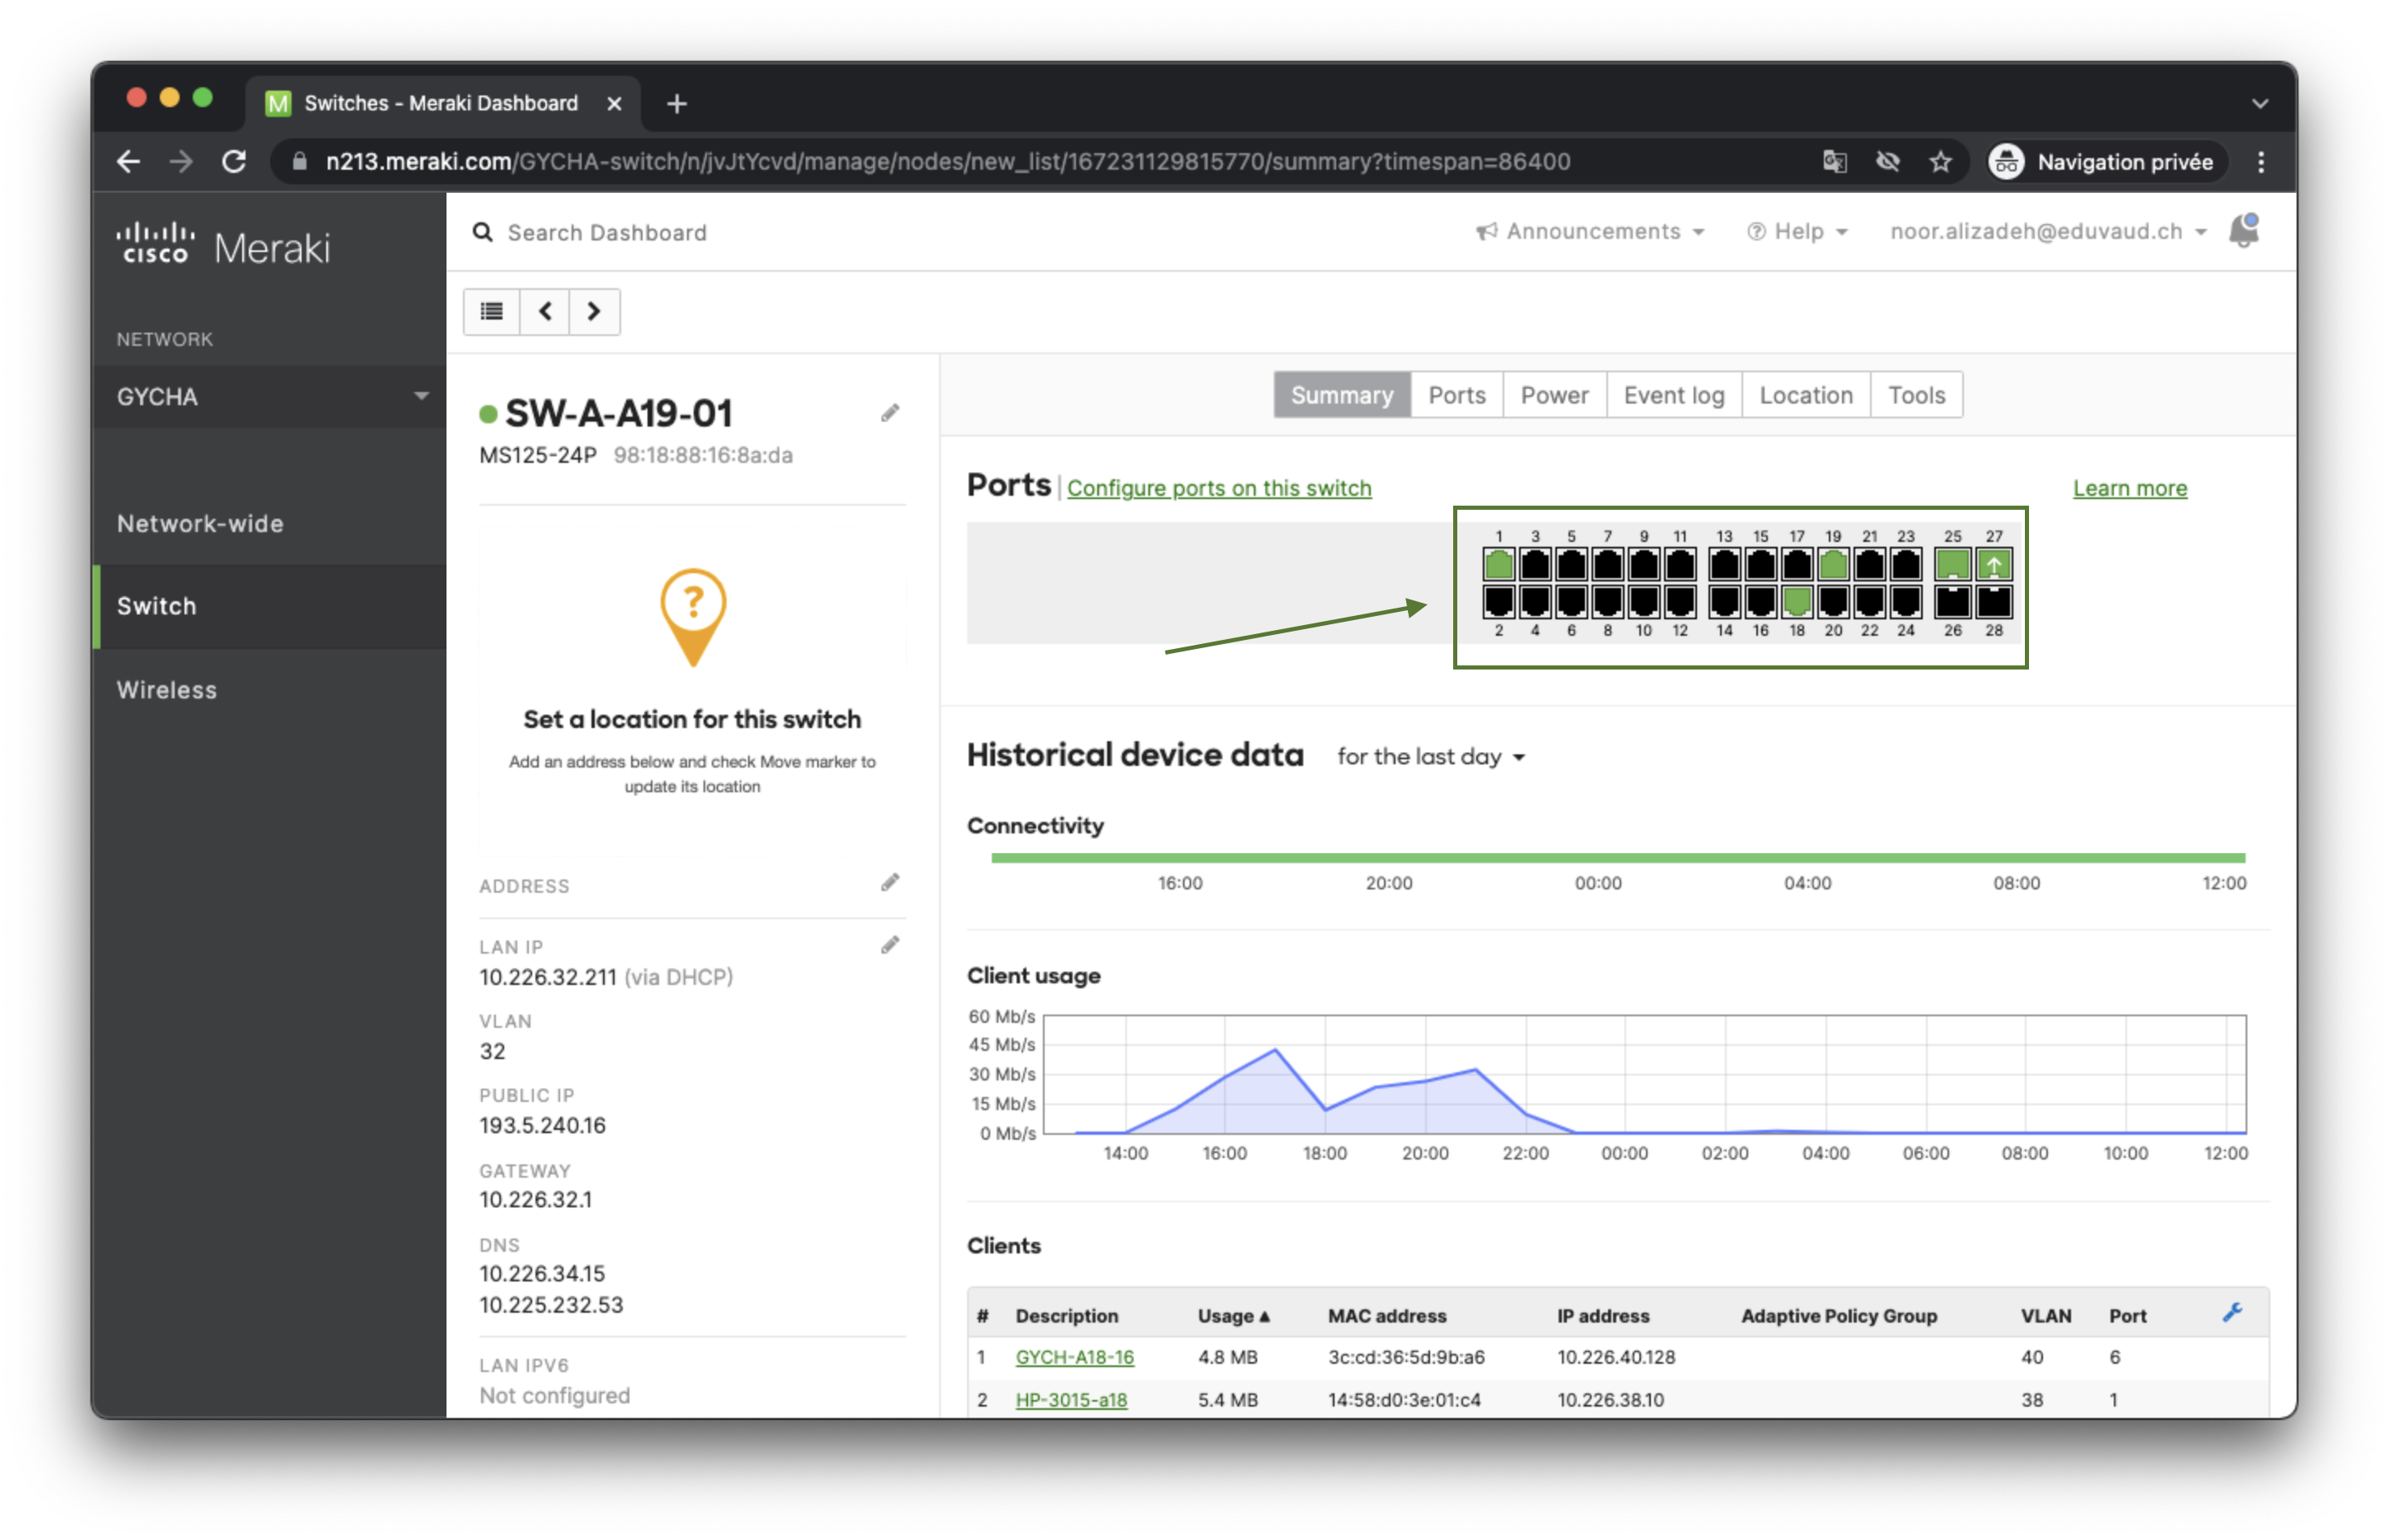 Switches - Meraki Dashboard
n213.meraki.com/GYCHA-switch/n/jvJtYcvd/manage/nodes/new_list/167231129815770/summary?timespan=86400
Navigation privée
cisco Meraki
Search Dashboard
Announcements
Help
noor.alizadeh@eduvaud.ch
NETWORK
GYCHA
Network-wide
Switch
Wireless
SW-A-A19-01
MS125-24P 98:18:88:16:8a:da
?
Set a location for this switch
Add an address below and check Move marker to
update its location
ADDRESS
LAN IP
10.226.32.211 (via DHCP)
VLAN
32
PUBLIC IP
193.5.240.16
GATEWAY
10.226.32.1
DNS
10.226.34.15
10.225.232.53
LAN IPV6
Not configured
Summary Ports Power Event log Location Tools
Ports | Configure ports on this switch
Learn more
1 3 5 7 9 11 13 15 17 19 21 23 25 27
2 4 6 8 10 12 14 16 18 20 22 24 26 28
Historical device data for the last day
Connectivity
16:00 20:00 00:00 04:00 08:00 12:00
Client usage
60 Mb/s
45 Mb/s
30 Mb/s
15 Mb/s
0 Mb/s
14:00 16:00 18:00 20:00 22:00 00:00 02:00 04:00 06:00 08:00 10:00 12:00
Clients
# Description Usage MAC address IP address Adaptive Policy Group VLAN Port
1 GYCH-A18-16 4.8 MB 3c:cd:36:5d:9b:a6 10.226.40.128 40 6
2 HP-3015-a18 5.4 MB 14:58:d0:3e:01:c4 10.226.38.10 38 1